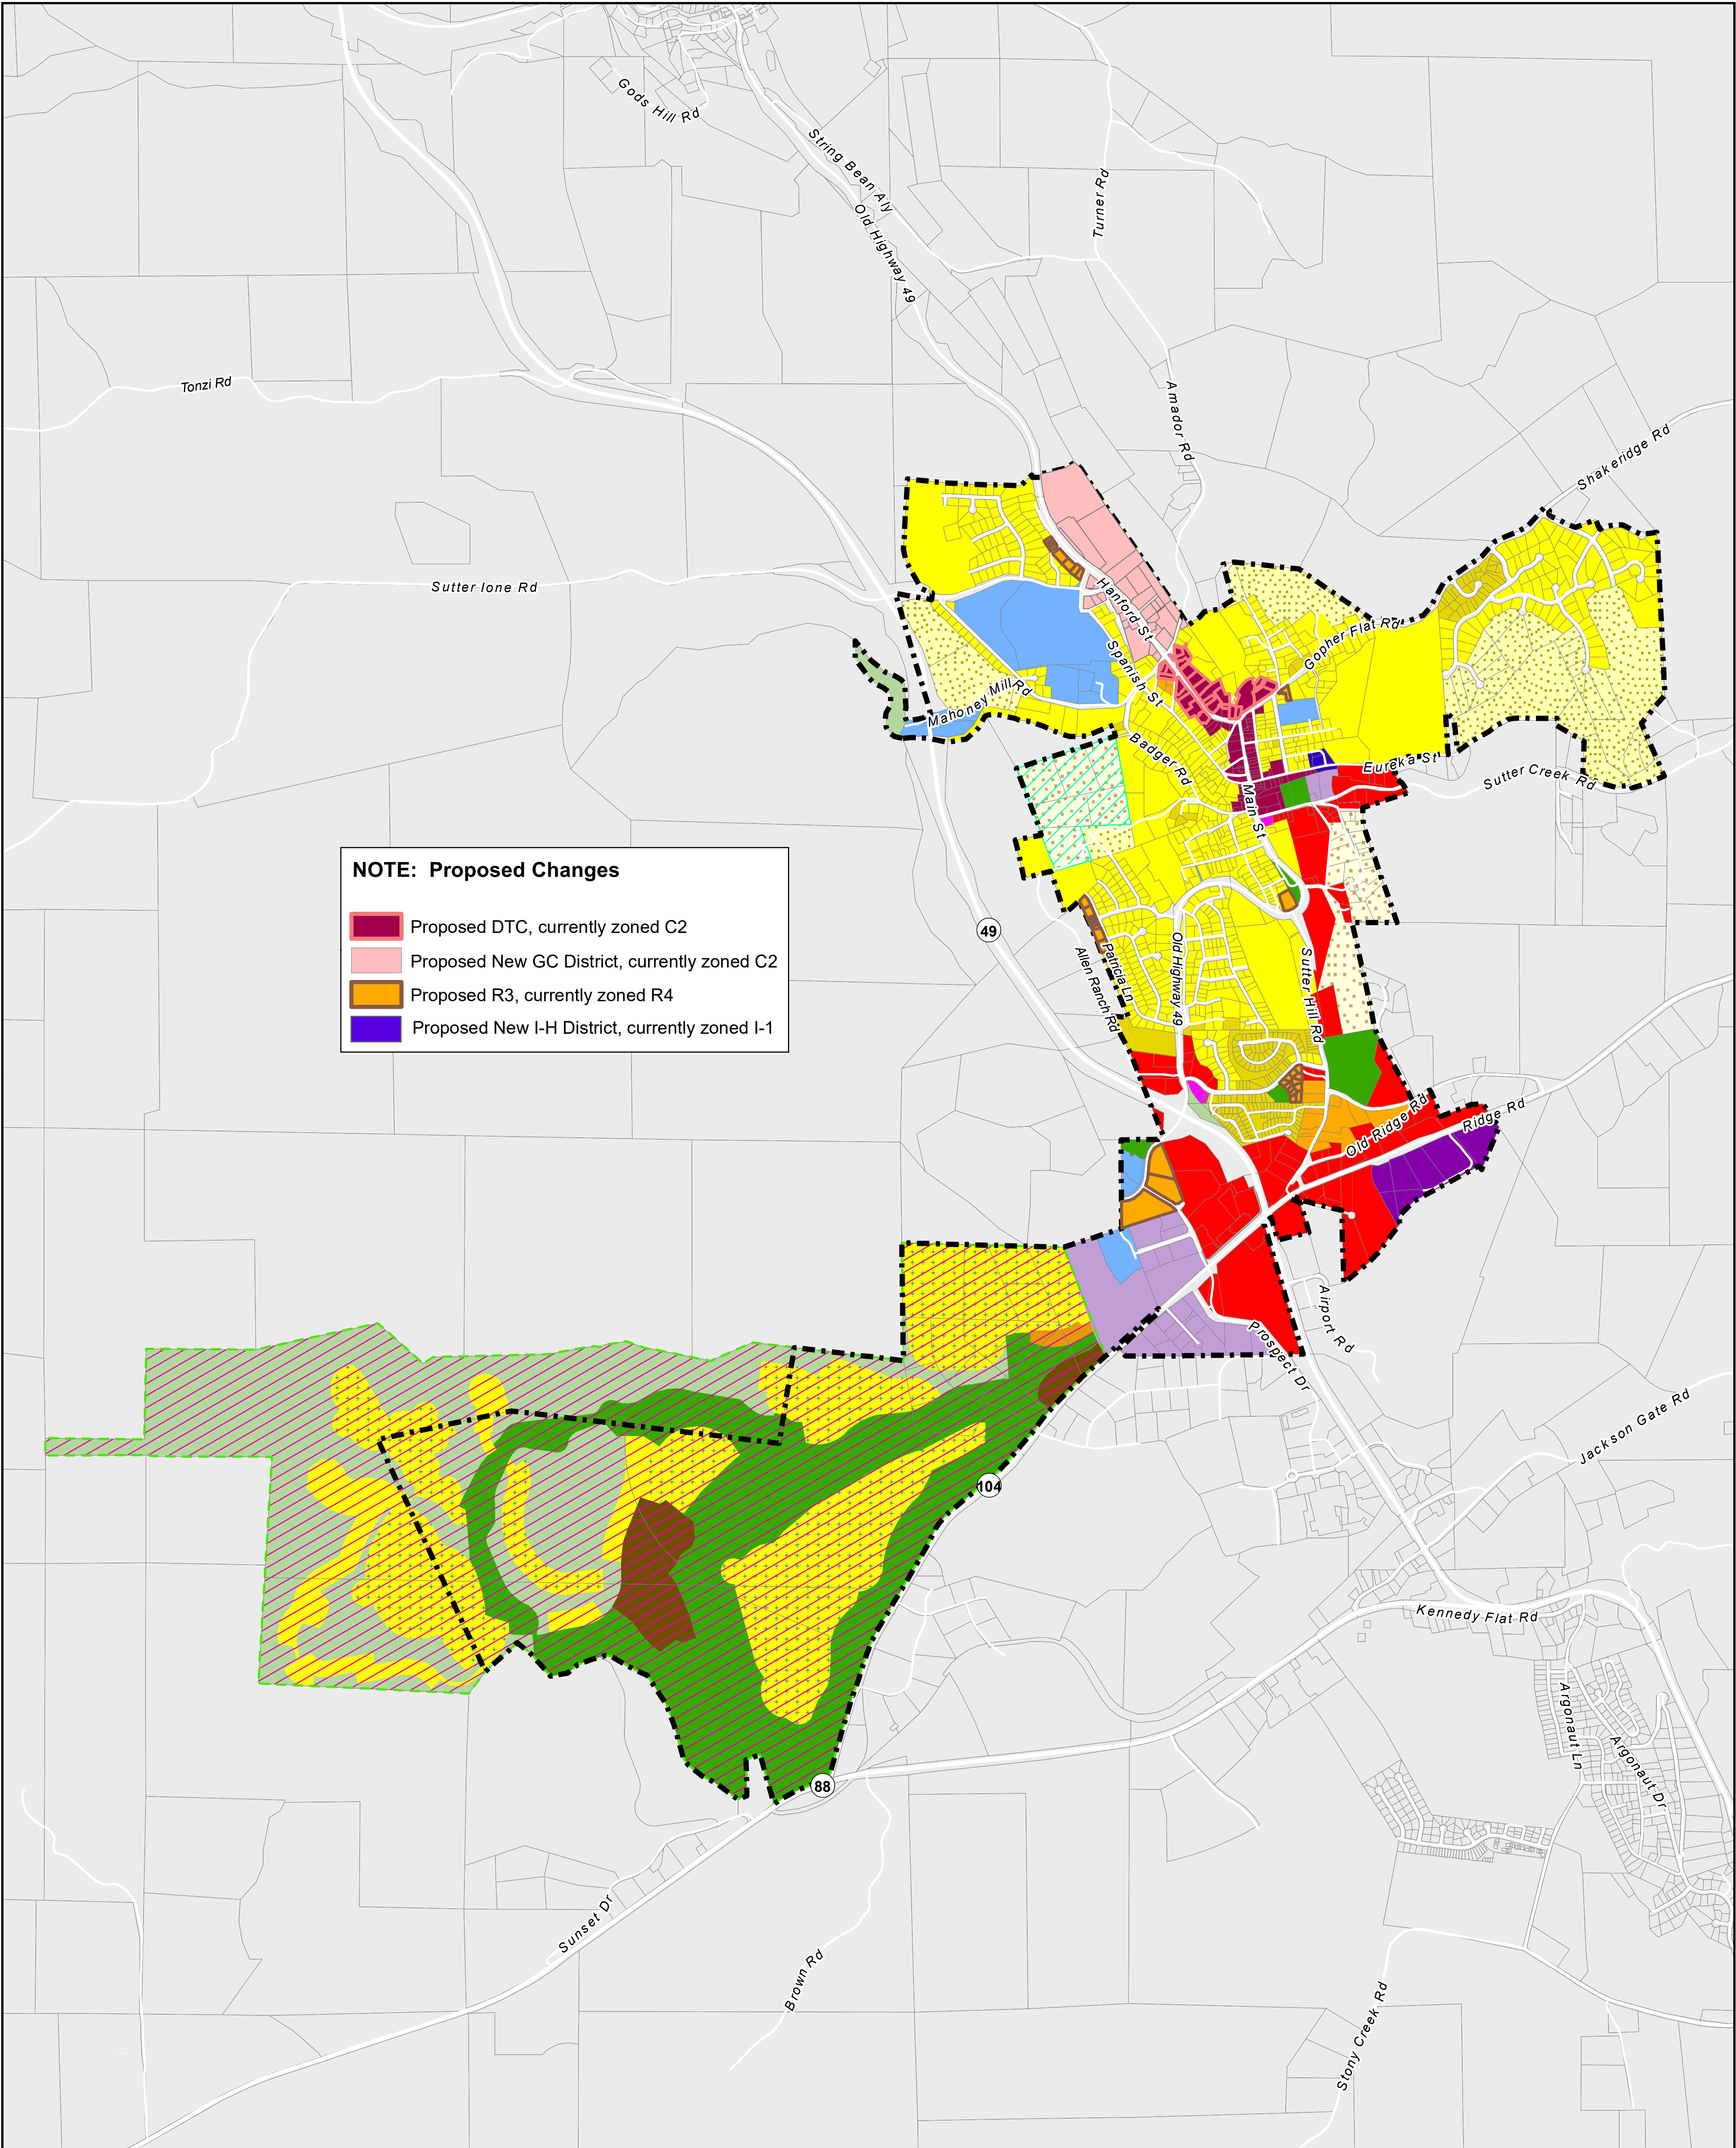 Gods Hill Rd
String Bean Aly
Old Highway 49
Turner Rd
Tonzi Rd
Amador Rd
Shakeridge Rd
Sutter Ione Rd
Hanford St
Gopher Flat Rd
Spanish St
Mahoney Mill Rd
Badger Rd
Eureka St
Sutter Creek Rd
Main St
NOTE: Proposed Changes
Proposed DTC, currently zoned C2
Proposed New GC District, currently zoned C2
Proposed R3, currently zoned R4
Proposed New I-H District, currently zoned I-1
49
Allen Ranch Rd
Patricia Ln
Old Highway 49
Sutter Hill Rd
Old Ridge Rd
Ridge Rd
Airport Rd
Prospect Dr
Jackson Gate Rd
104
Kennedy Flat Rd
Argonaut Ln
Argonaut Dr
88
Sunset Dr
Brown Rd
Stony Creek Rd